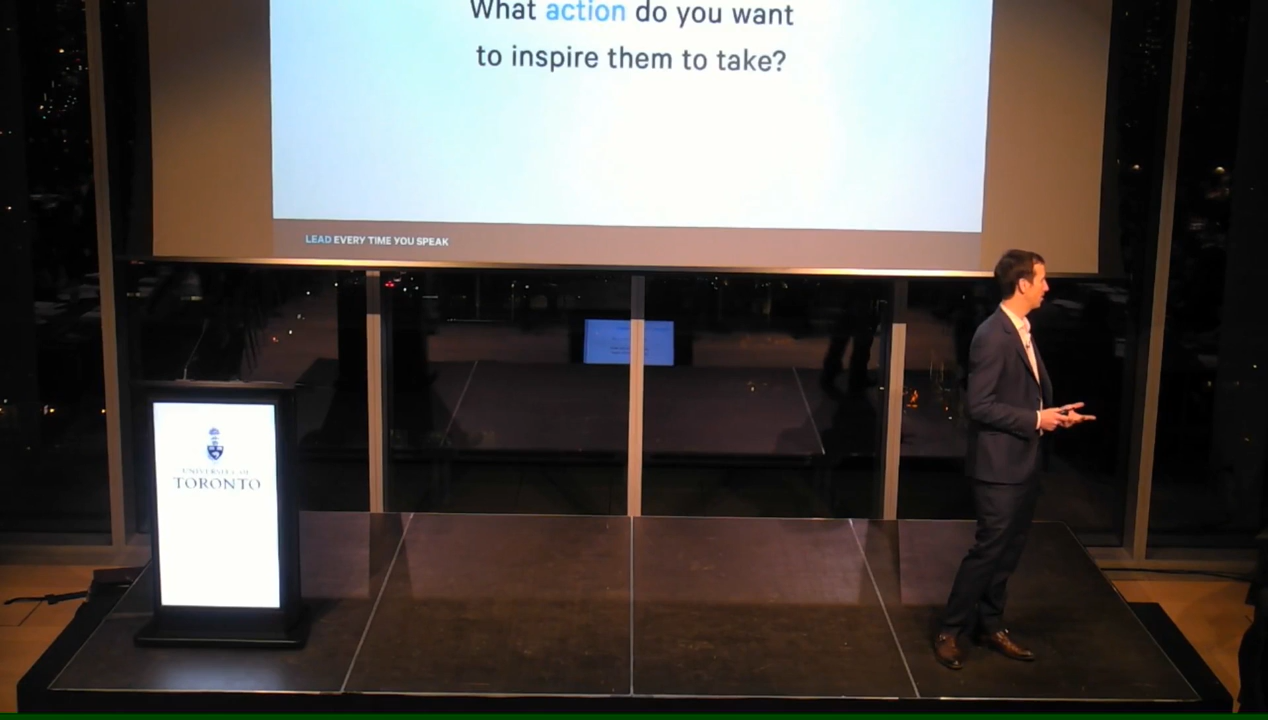 What action do you want
to inspire them to take?
LEAD EVERY TIME YOU SPEAK
UNIVERSITY OF
TORONTO